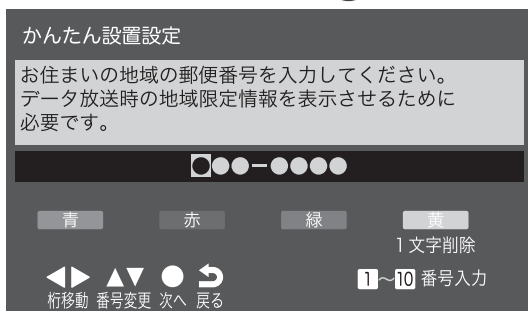 かんたん設置設定
お住まいの地域の郵便番号を入力してください。
データ放送時の地域限定情報を表示させるために
必要です。
●●●-●●●●
青 赤 緑 黄
1文字削除
◀▶ ▲▼ ● ⮌ 1～10 番号入力
桁移動 番号変更 次へ 戻る